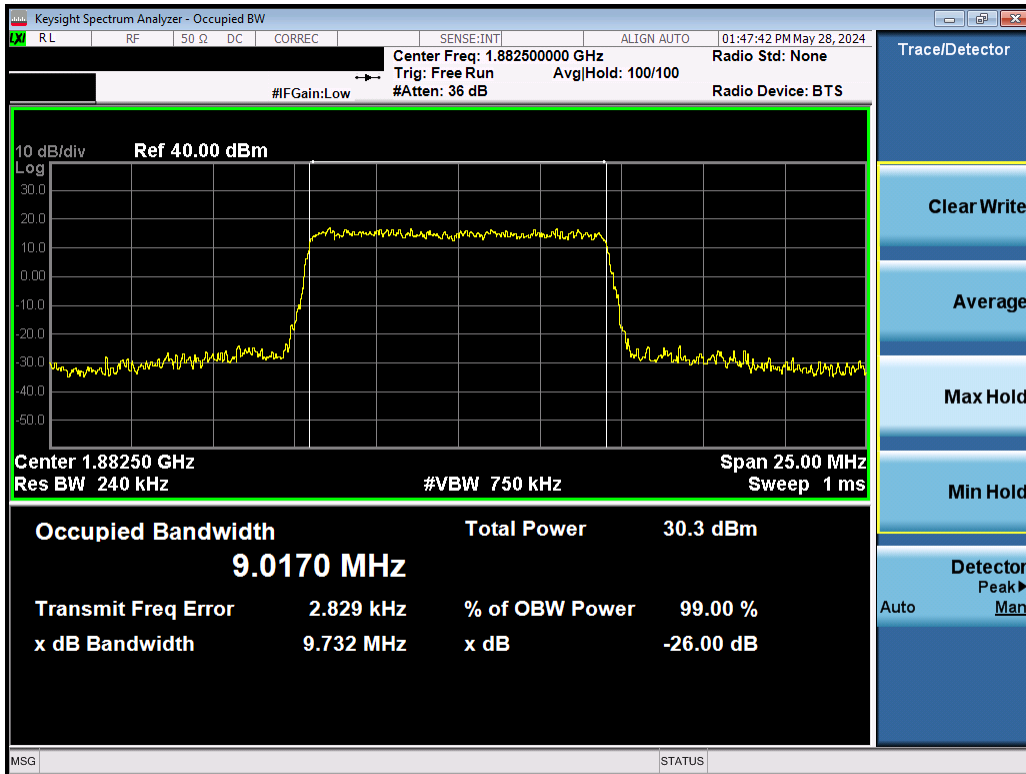 Keysight Spectrum Analyzer - Occupied BW
LXI RL RF 50 Ω DC CORREC SENSE:INT ALIGN AUTO 01:47:42 PM May 28, 2024
Center Freq: 1.882500000 GHz Radio Std: None
Trig: Free Run Avg|Hold: 100/100
#IFGain:Low #Atten: 36 dB Radio Device: BTS
Trace/Detector
10 dB/div Ref 40.00 dBm
Log
30.0
20.0
10.0
0.00
-10.0
-20.0
-30.0
-40.0
-50.0
Center 1.88250 GHz Span 25.00 MHz
Res BW 240 kHz #VBW 750 kHz Sweep 1 ms
Occupied Bandwidth Total Power 30.3 dBm
9.0170 MHz
Transmit Freq Error 2.829 kHz % of OBW Power 99.00 %
x dB Bandwidth 9.732 MHz x dB -26.00 dB
Clear Write
Average
Max Hold
Min Hold
Detector
Peak▶
Auto Man
MSG STATUS